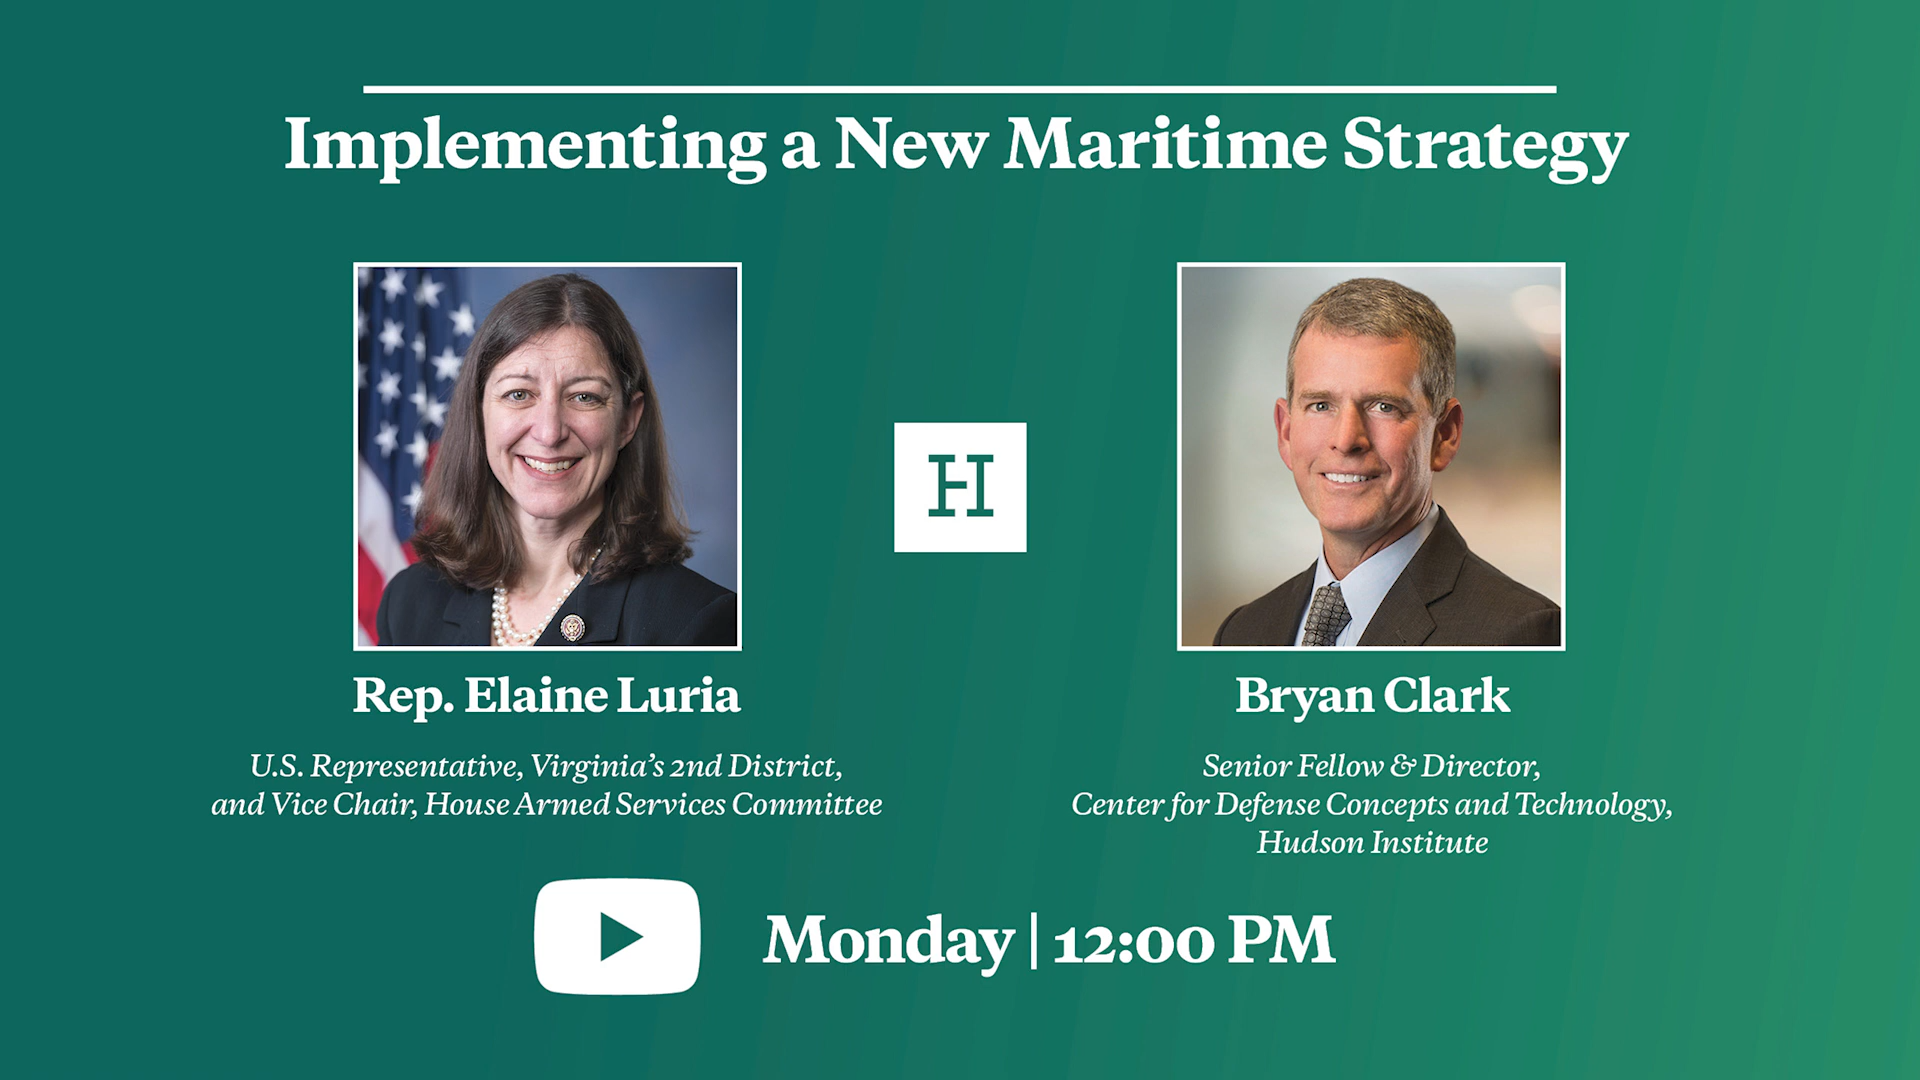 Implementing a New Maritime Strategy
H
Rep. Elaine Luria
U.S. Representative, Virginia’s 2nd District,
and Vice Chair, House Armed Services Committee
Bryan Clark
Senior Fellow & Director,
Center for Defense Concepts and Technology,
Hudson Institute
Monday | 12:00 PM